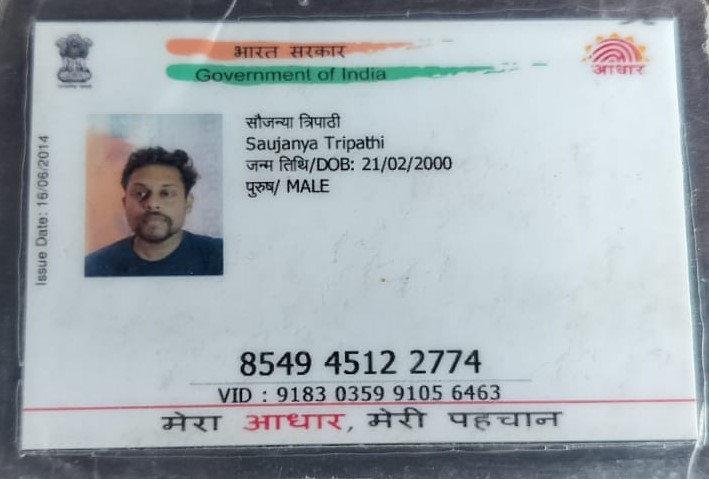 भारत सरकार
Government of India
आधार
Issue Date: 16/06/2014
सौजन्या त्रिपाठी
Saujanya Tripathi
जन्म तिथि/DOB: 21/02/2000
पुरुष/ MALE
8549 4512 2774
VID : 9183 0359 9105 6463
मेरा आधार, मेरी पहचान